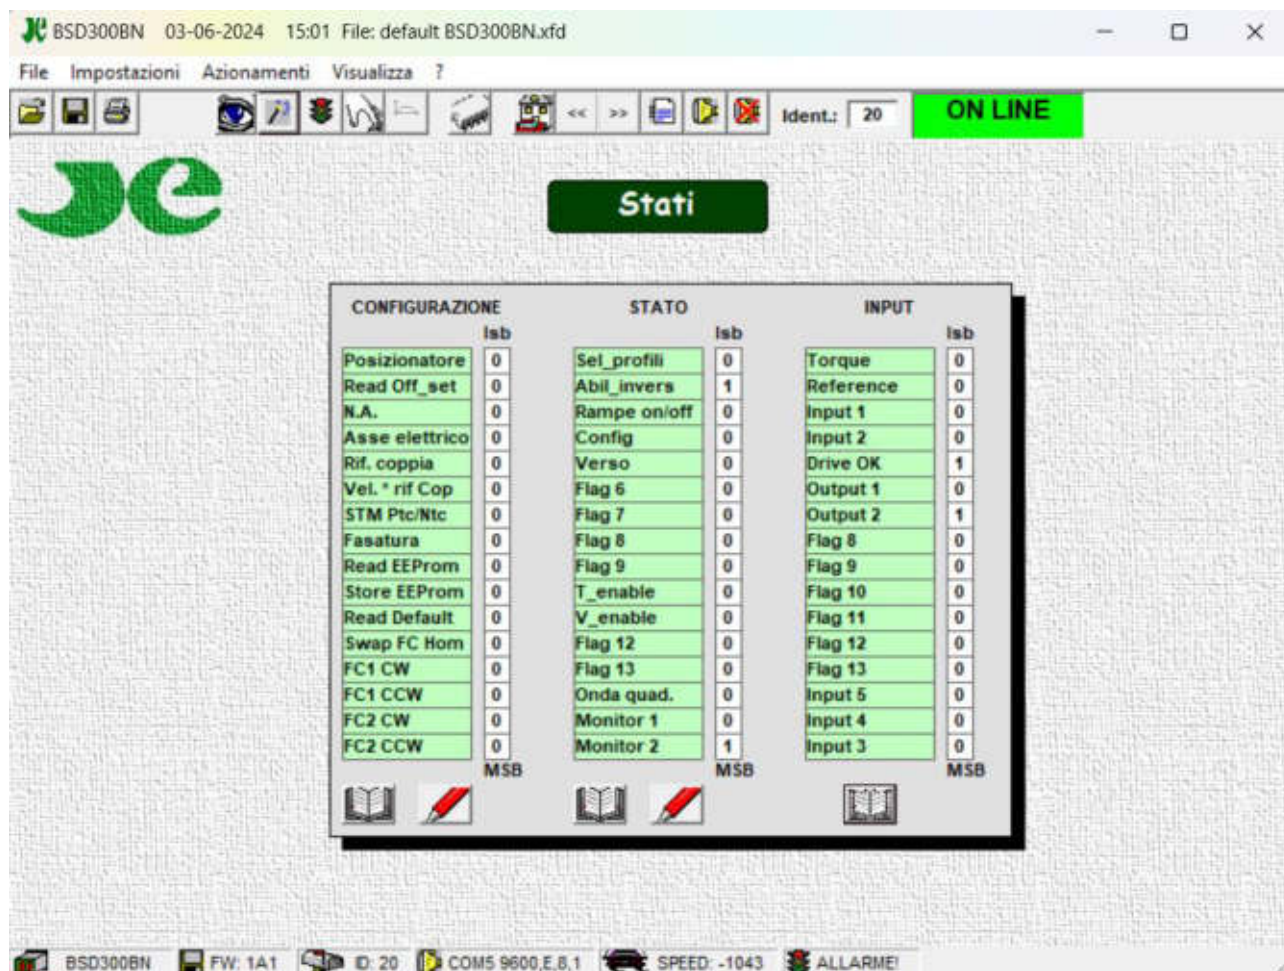 BSD300BN 03-06-2024 15:01 File: default BSD300BN.xfd
File Impostazioni Azionamenti Visualizza ?
<< >> Ident.: 20 ON LINE
Stati
CONFIGURAZIONE STATO INPUT
lsb lsb lsb
Posizionatore 0 Sel_profili 0 Torque 0
Read Off_set 0 Abil_invers 1 Reference 0
N.A. 0 Rampe on/off 0 Input 1 0
Asse elettrico 0 Config 0 Input 2 0
Rif. coppia 0 Verso 0 Drive OK 1
Vel. * rif Cop 0 Flag 6 0 Output 1 0
STM Ptc/Ntc 0 Flag 7 0 Output 2 1
Fasatura 0 Flag 8 0 Flag 8 0
Read EEProm 0 Flag 9 0 Flag 9 0
Store EEProm 0 T_enable 0 Flag 10 0
Read Default 0 V_enable 0 Flag 11 0
Swap FC Hom 0 Flag 12 0 Flag 12 0
FC1 CW 0 Flag 13 0 Flag 13 0
FC1 CCW 0 Onda quad. 0 Input 5 0
FC2 CW 0 Monitor 1 0 Input 4 0
FC2 CCW 0 Monitor 2 1 Input 3 0
MSB MSB MSB
BSD300BN FW: 1A1 ID: 20 COM5 9600,E,8,1 SPEED: -1043 ALLARME!